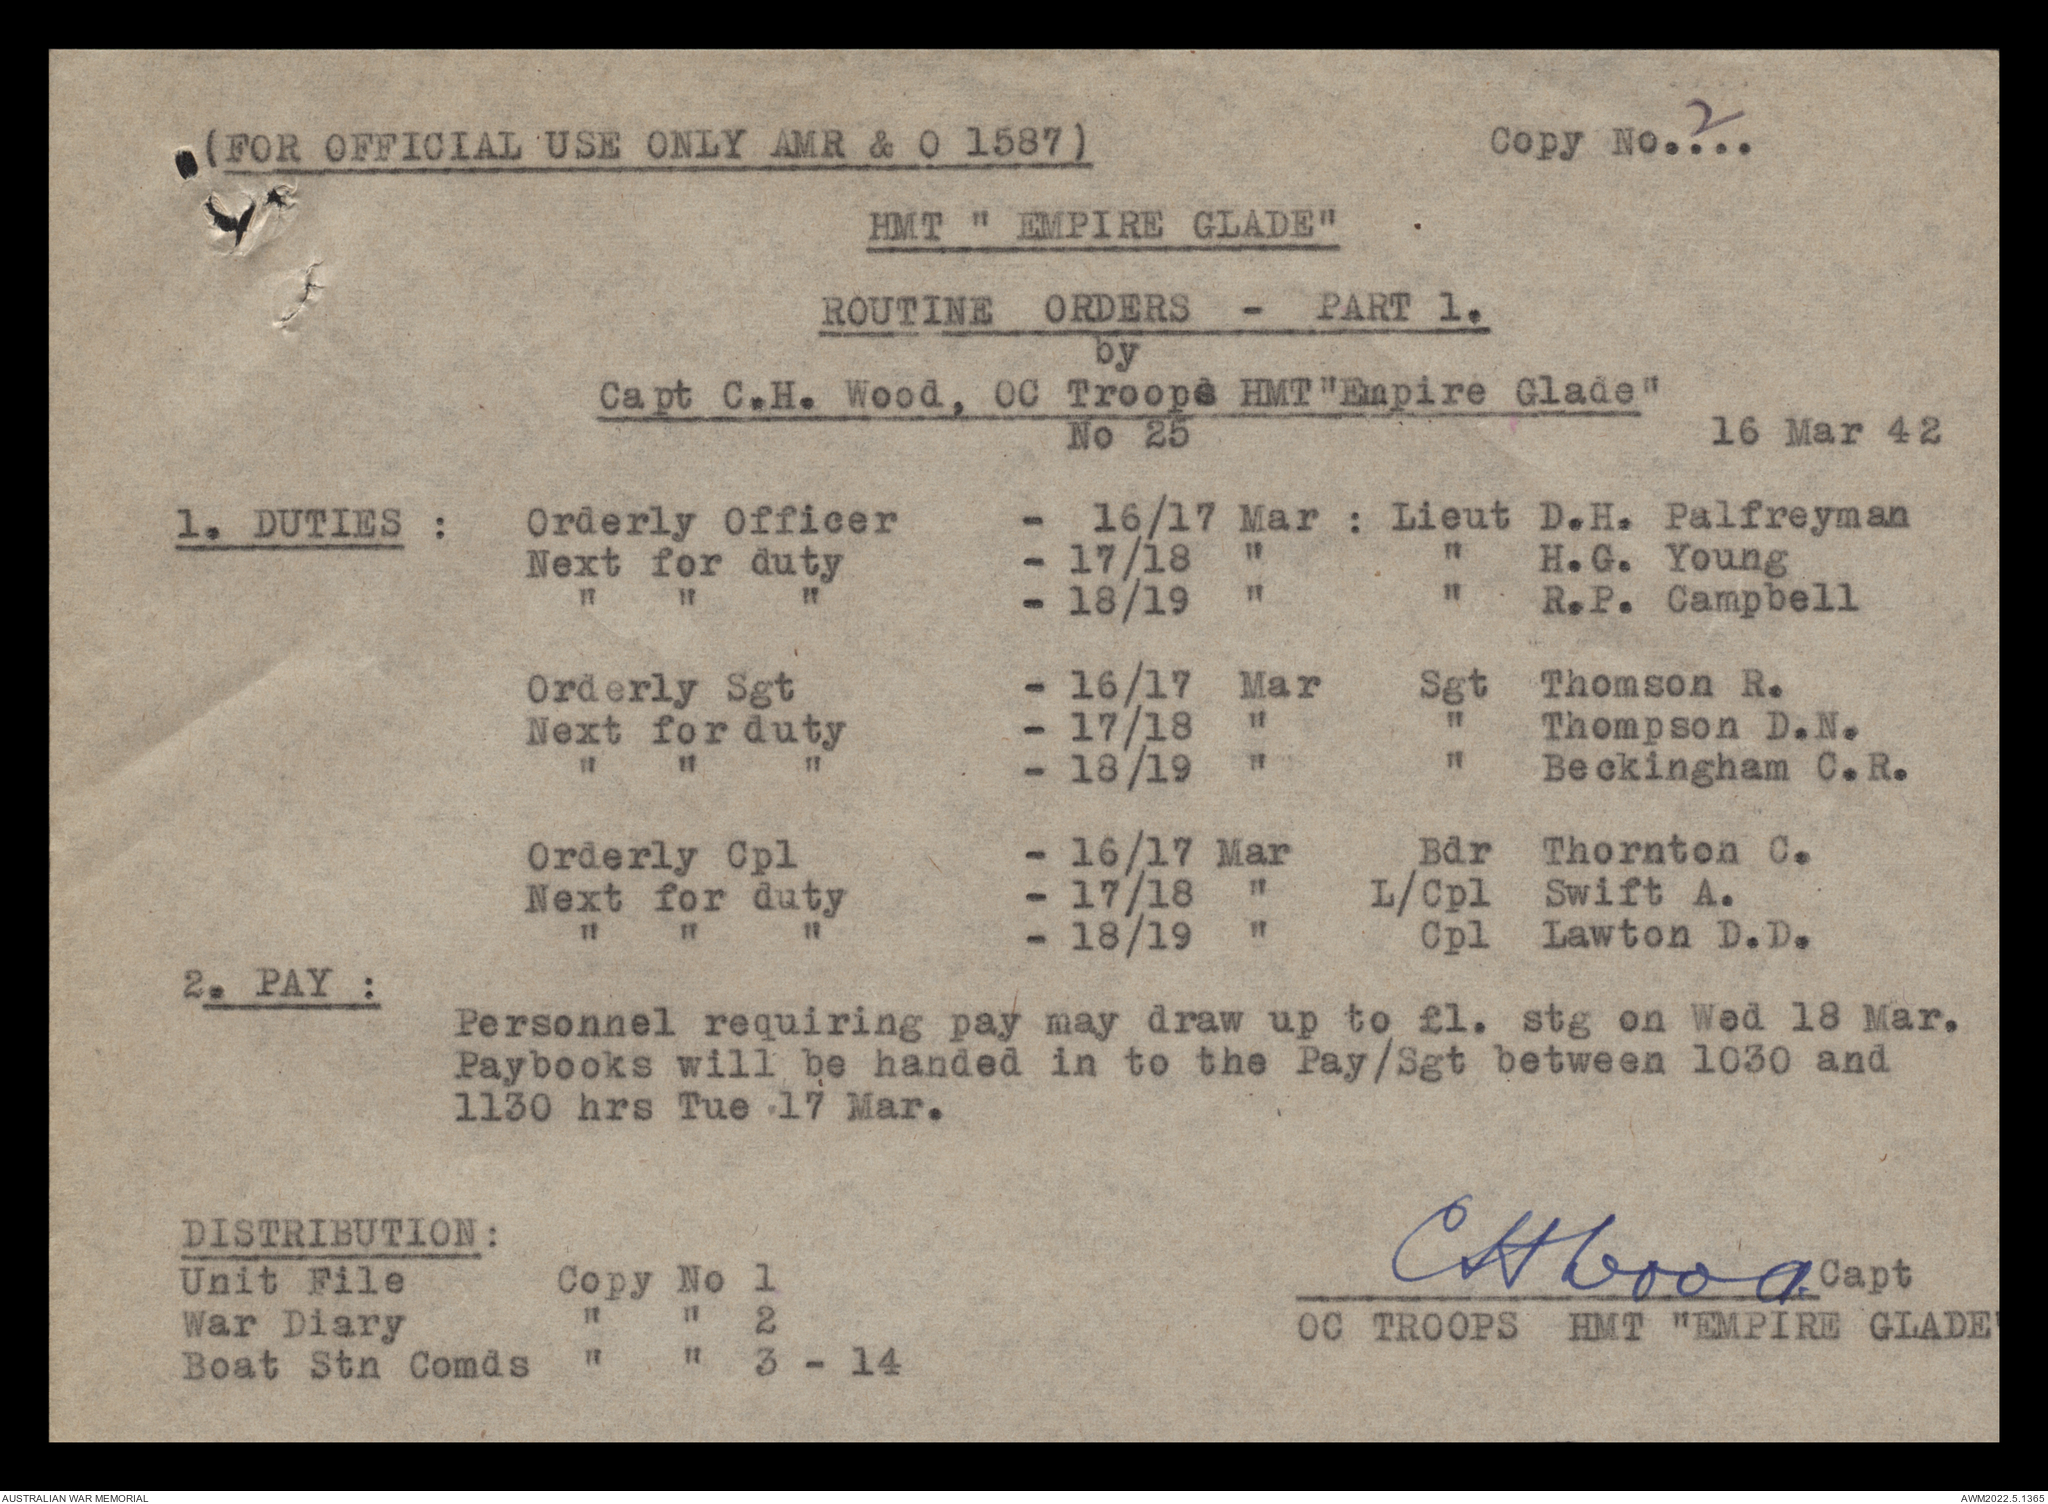 (FOR OFFICIAL USE ONLY AMR & O 1587) Copy No.2...
HMT " EMPIRE GLADE"
ROUTINE ORDERS - PART 1.
by
Capt C.H. Wood, OC Troops HMT"Empire Glade"
No 25 16 Mar 42
1. DUTIES : Orderly Officer - 16/17 Mar : Lieut D.H. Palfreyman
Next for duty - 17/18 " " H.G. Young
" " " - 18/19 " " R.P. Campbell
Orderly Sgt - 16/17 Mar Sgt Thomson R.
Next for duty - 17/18 " " Thompson D.N.
" " " - 18/19 " " Beckingham C.R.
Orderly Cpl - 16/17 Mar Bdr Thornton C.
Next for duty - 17/18 " L/Cpl Swift A.
" " " - 18/19 " Cpl Lawton D.D.
2. PAY :
Personnel requiring pay may draw up to £1. stg on Wed 18 Mar.
Paybooks will be handed in to the Pay/Sgt between 1030 and
1130 hrs Tue 17 Mar.
DISTRIBUTION:
Unit File Copy No 1
War Diary " " 2
Boat Stn Comds " " 3 - 14
CHWood. Capt
OC TROOPS HMT "EMPIRE GLADE"
AUSTRALIAN WAR MEMORIAL AWM2022.5.1365